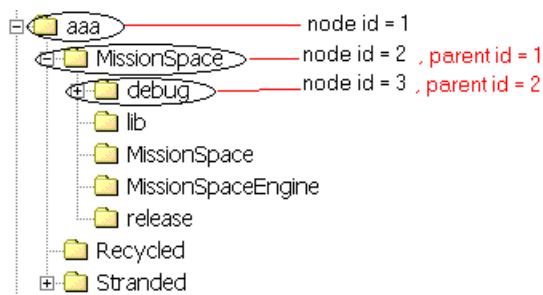 aaa node id = 1
MissionSpace node id = 2 , parent id = 1
debug node id = 3 , parent id = 2
lib
MissionSpace
MissionSpaceEngine
release
Recycled
Stranded